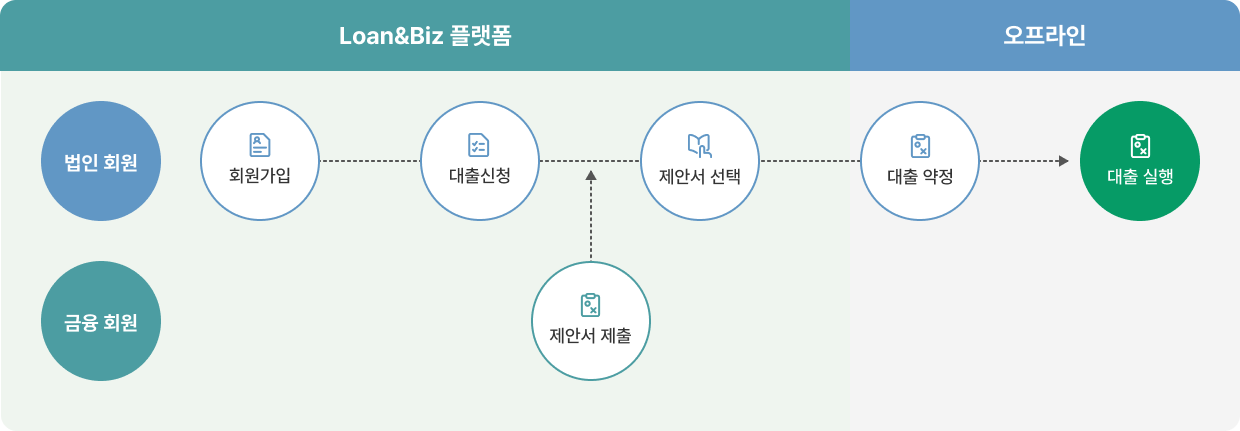 Loan&Biz 플랫폼
오프라인
법인 회원
회원가입
대출신청
제안서 선택
대출 약정
대출 실행
금융 회원
제안서 제출